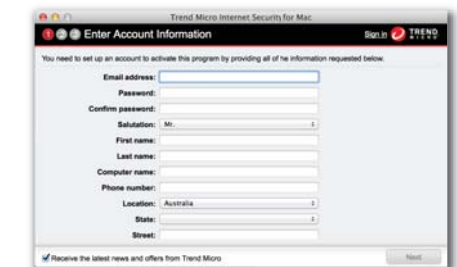 Trend Micro Internet Security for Mac
1 2 3 Enter Account Information
Sign in TREND MICRO
You need to set up an account to activate this program by providing all of he information requested below.
Email address:
Password:
Confirm password:
Salutation: Mr.
First name:
Last name:
Computer name:
Phone number:
Location: Australia
State:
Street:
Receive the latest news and offers from Trend Micro
Next